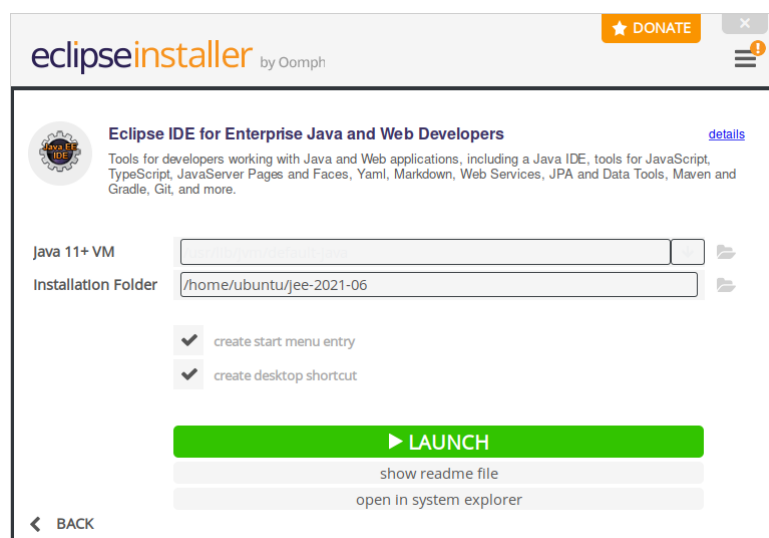 DONATE
eclipseinstaller by Oomph
Java EE
IDE
Eclipse IDE for Enterprise Java and Web Developers
details
Tools for developers working with Java and Web applications, including a Java IDE, tools for JavaScript,
TypeScript, JavaServer Pages and Faces, Yaml, Markdown, Web Services, JPA and Data Tools, Maven and
Gradle, Git, and more.
Java 11+ VM
Installation Folder
/home/ubuntu/jee-2021-06
create start menu entry
create desktop shortcut
LAUNCH
show readme file
open in system explorer
BACK